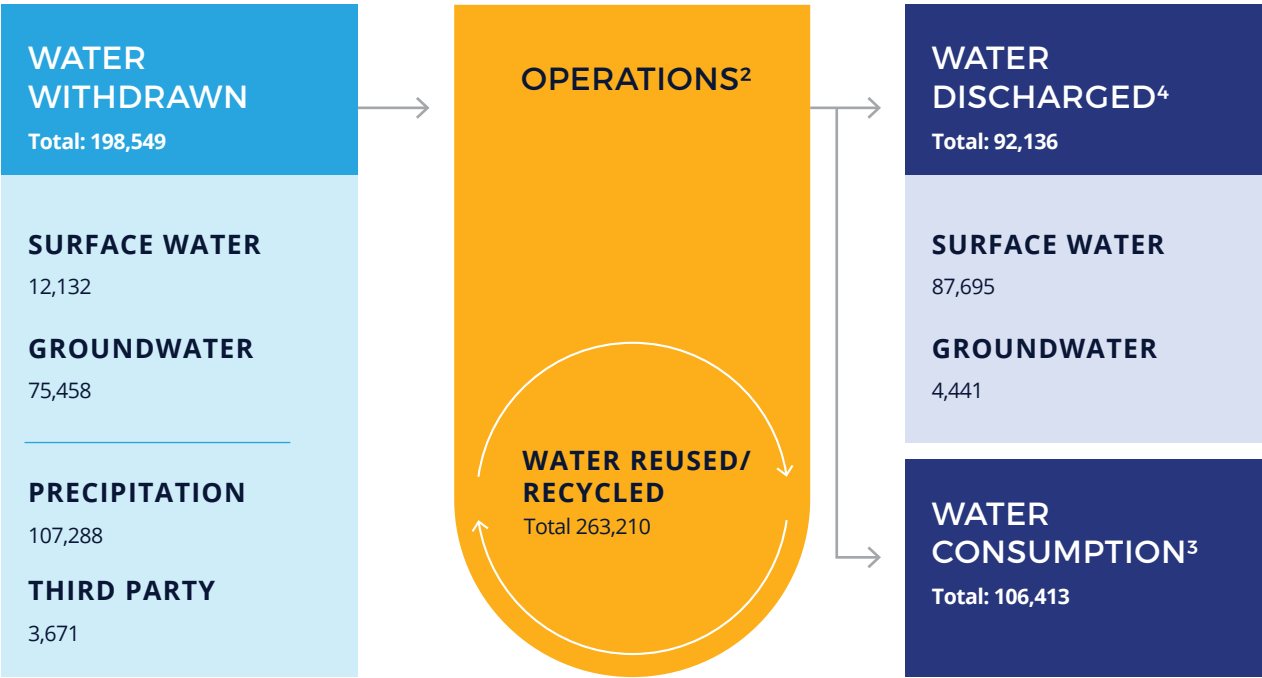 WATER
WITHDRAWN
Total: 198,549
SURFACE WATER
12,132
GROUNDWATER
75,458
PRECIPITATION
107,288
THIRD PARTY
3,671
OPERATIONS²
WATER REUSED/
RECYCLED
Total 263,210
WATER
DISCHARGED⁴
Total: 92,136
SURFACE WATER
87,695
GROUNDWATER
4,441
WATER
CONSUMPTION³
Total: 106,413